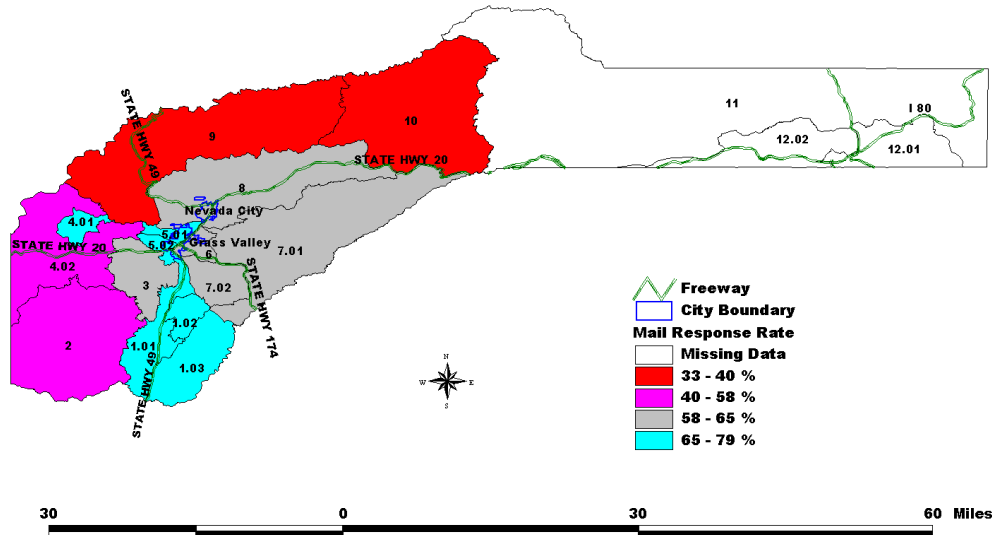 STATE HWY 49
9
10
11
I 80
12.02
12.01
STATE HWY 20
8
Nevada City
4.01
5.01
5.02
Grass Valley
STATE HWY 20
6
7.01
4.02
3
7.02
STATE HWY 174
1.02
2
1.01
1.03
STATE HWY 49
N
W
E
S
Freeway
City Boundary
Mail Response Rate
Missing Data
33 - 40 %
40 - 58 %
58 - 65 %
65 - 79 %
30 0 30 60 Miles